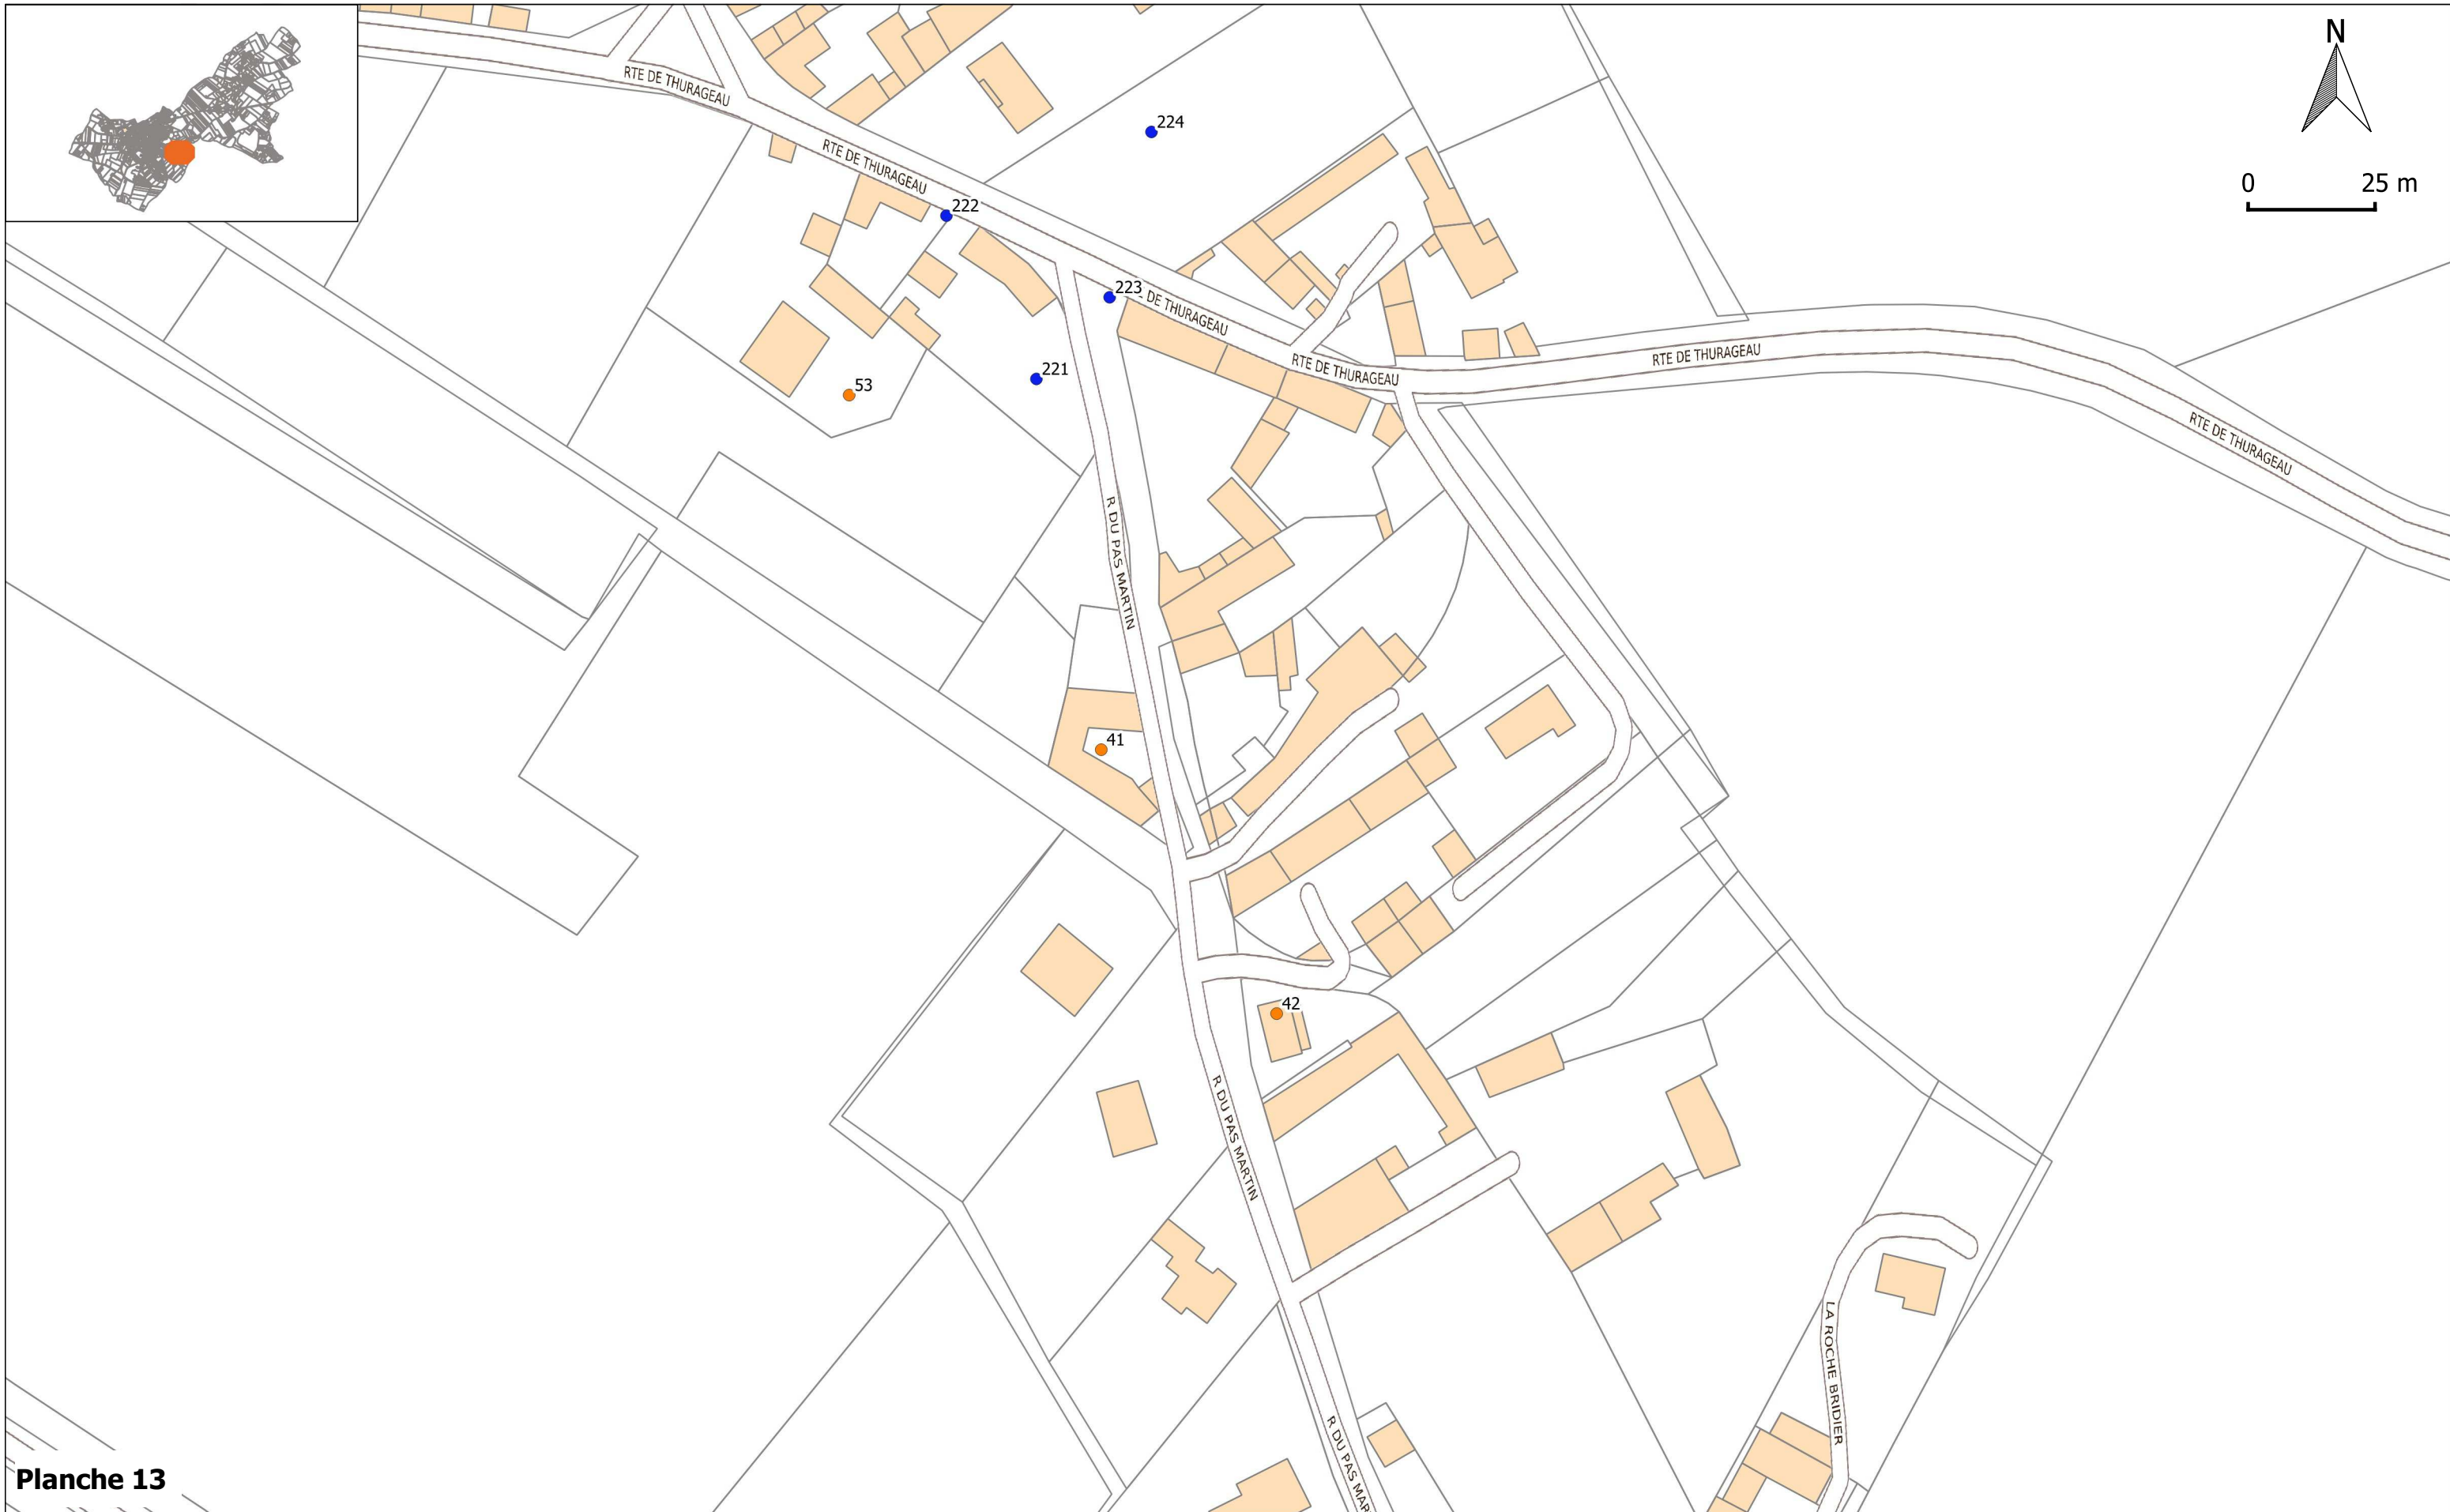 N
0 25 m
RTE DE THURAGEAU
224
RTE DE THURAGEAU
222
223
DE THURAGEAU
RTE DE THURAGEAU
RTE DE THURAGEAU
RTE DE THURAGEAU
221
53
R DU PAS MARTIN
41
42
R DU PAS MARTIN
LA ROCHE BRIDIER
R DU PAS MAR
Planche 13